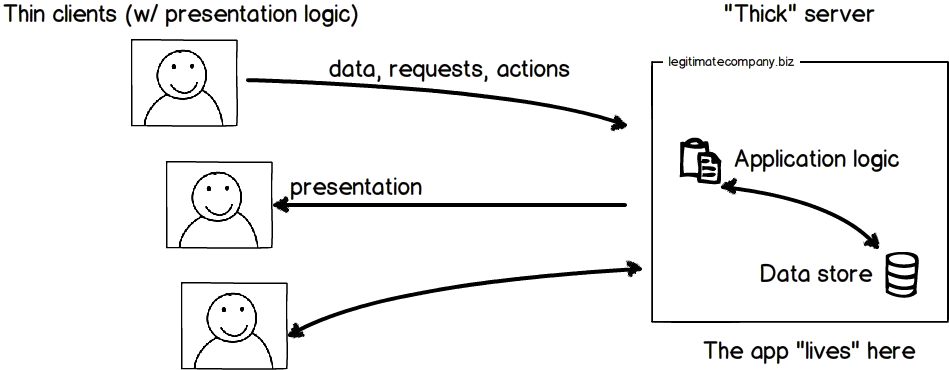 Thin clients (w/ presentation logic)
"Thick" server
legitimatecompany.biz
data, requests, actions
Application logic
presentation
Data store
The app "lives" here